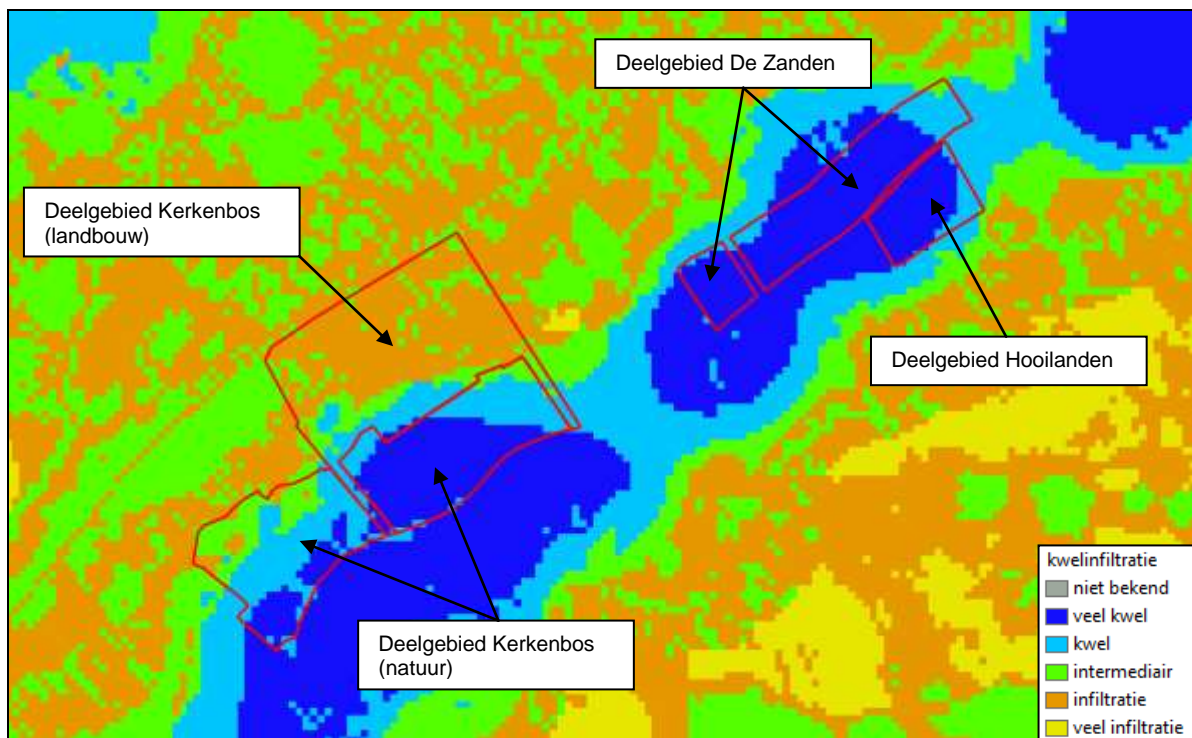 Deelgebied De Zanden
Deelgebied Kerkenbos
(landbouw)
Deelgebied Hooilanden
Deelgebied Kerkenbos
(natuur)
kwelinfiltratie
niet bekend
veel kwel
kwel
intermediair
infiltratie
veel infiltratie